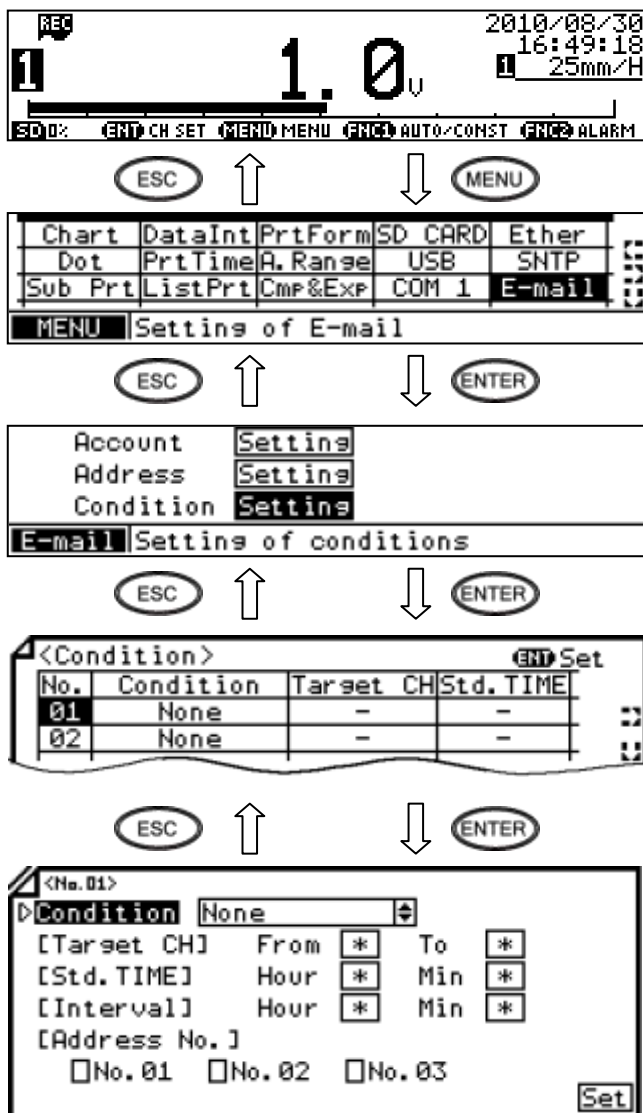 REC 2010/08/30
16:49:18
1 1.0V 1 25mm/H
SD 0% ENT CH SET MENU MENU FNC1 AUTO/CONST FNC2 ALARM
ESC MENU
Chart DataInt PrtForm SD CARD Ether
Dot PrtTime A.Range USB SNTP
Sub Prt ListPrt Cmp&Exp COM 1 E-mail
MENU Setting of E-mail
ESC ENTER
Account Setting
Address Setting
Condition Setting
E-mail Setting of conditions
ESC ENTER
<Condition> ENT Set
No. Condition Target CH Std.TIME
01 None - -
02 None - -
ESC ENTER
<No.01>
Condition None
[Target CH] From * To *
[Std.TIME] Hour * Min *
[Interval] Hour * Min *
[Address No.]
No.01 No.02 No.03
Set